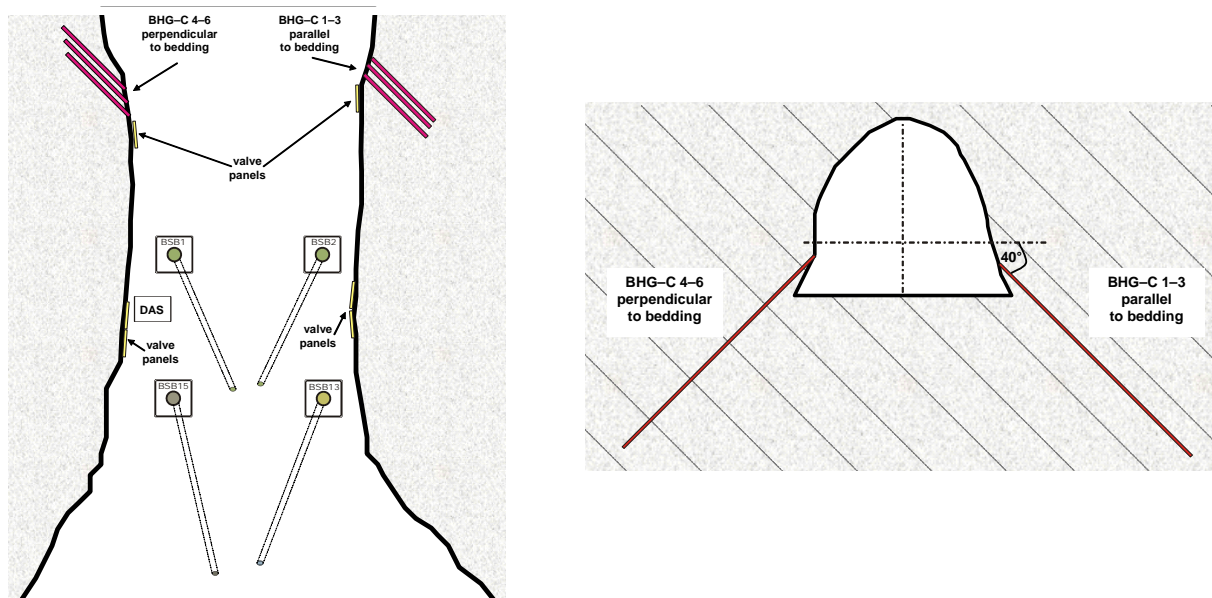 BHG–C 4–6
perpendicular
to bedding
BHG–C 1–3
parallel
to bedding
valve
panels
BSB1
BSB2
DAS
valve
panels
valve
panels
BSB15
BSB13
40°
BHG–C 4–6
perpendicular
to bedding
BHG–C 1–3
parallel
to bedding